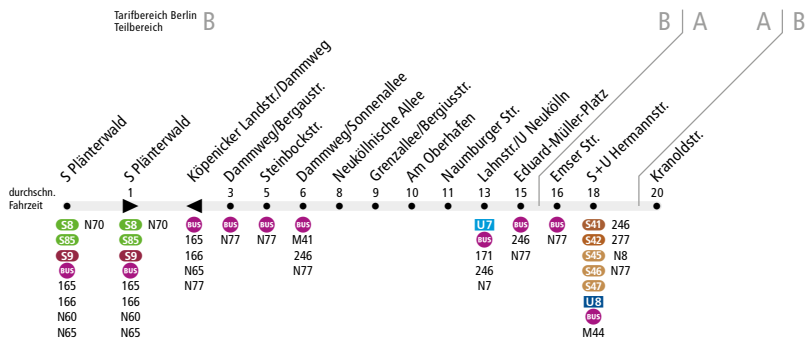 Tarifbereich Berlin
Teilbereich
B
B A
A B
S Plänterwald
S Plänterwald
Köpenicker Landstr./Dammweg
Dammweg/Bergaustr.
Steinbockstr.
Dammweg/Sonnenallee
Neuköllnische Allee
Grenzallee/Bergiusstr.
Am Oberhafen
Naumburger Str.
Lahnstr./U Neukölln
Eduard-Müller-Platz
Emser Str.
S+U Hermannstr.
Kranoldstr.
durchschn.
Fahrzeit
1 3 5 6 8 9 10 11 13 15 16 18 20
S8 N70
S85
S9
BUS
165
166
N60
N65
S8 N70
S85
S9
BUS
165
166
N60
N65
BUS
165
166
N65
N77
BUS
N77
BUS
N77
BUS
M41
246
N77
U7
BUS
171
246
N7
BUS
246
N77
BUS
N77
S41 246
S42 277
S45 N8
S46 N77
S47
U8
BUS
M44